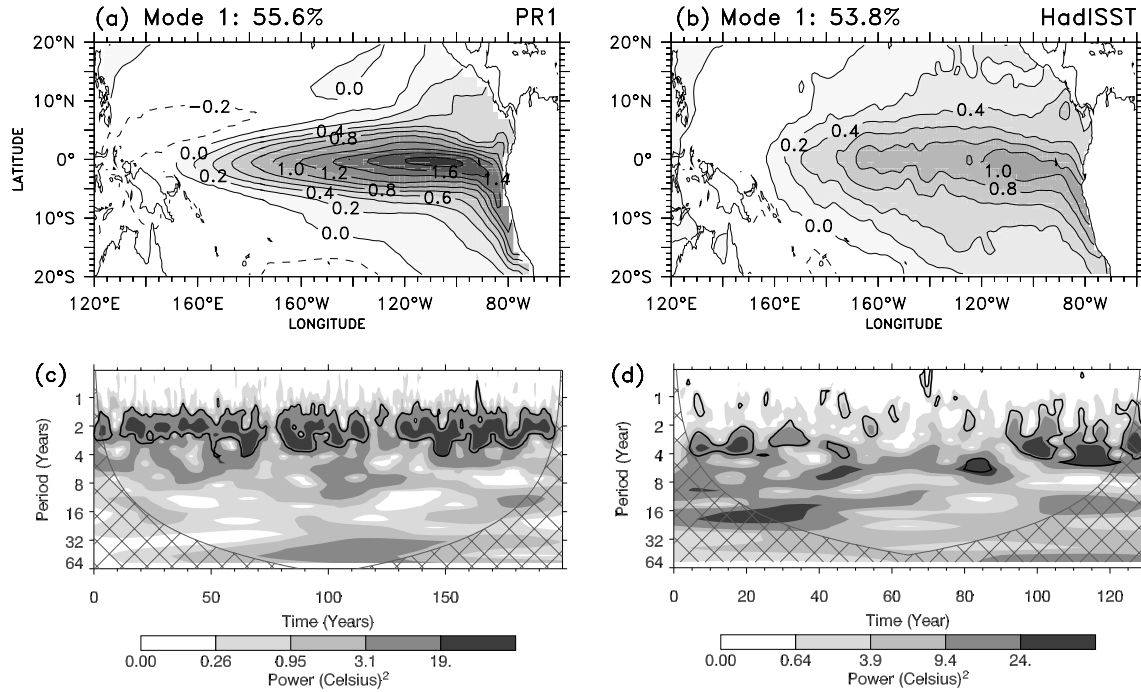 (a) Mode 1: 55.6% PR1
20°N
10°N
0°
10°S
20°S
LATITUDE
0.0
-0.2
0.4
0.8
0.0
0.2
1.0
1.2
1.6
1.4
0.4
0.8
0.6
0.2
0.0
120°E 160°E 160°W 120°W 80°W
LONGITUDE
(b) Mode 1: 53.8% HadISST
20°N
10°N
0°
10°S
20°S
0.4
0.4
0.2
1.0
0.8
0.0
120°E 160°E 160°W 120°W 80°W
LONGITUDE
(c)
1
2
4
8
16
32
64
Period (Years)
0 50 100 150
Time (Years)
0.00 0.26 0.95 3.1 19.
Power (Celsius)²
(d)
1
2
4
8
16
32
64
Period (Year)
0 20 40 60 80 100 120
Time (Year)
0.00 0.64 3.9 9.4 24.
Power (Celsius)²